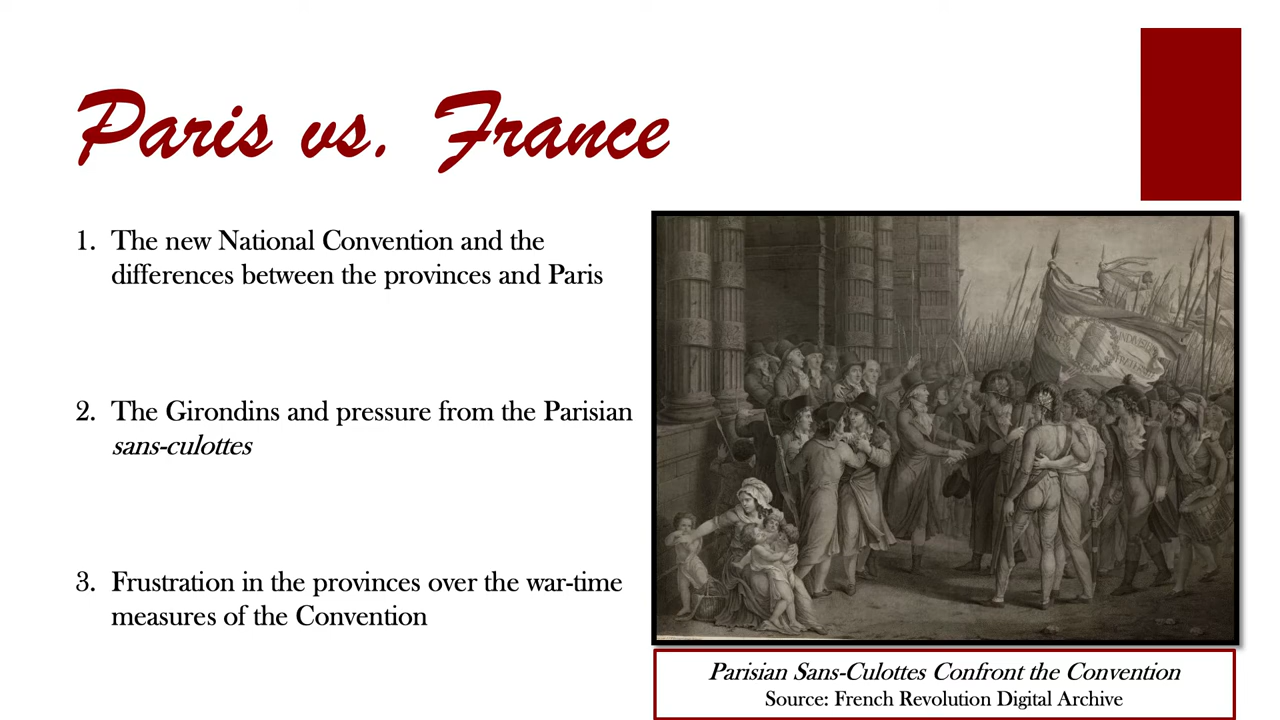 Paris vs. France
1. The new National Convention and the
differences between the provinces and Paris
2. The Girondins and pressure from the Parisian
sans-culottes
3. Frustration in the provinces over the war-time
measures of the Convention
Parisian Sans-Culottes Confront the Convention
Source: French Revolution Digital Archive